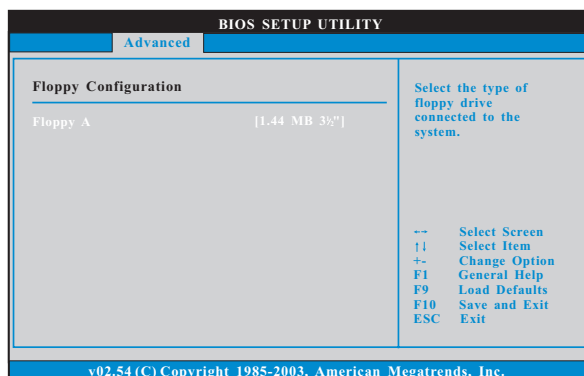 BIOS SETUP UTILITY
Advanced
Floppy Configuration
Floppy A [1.44 MB 3½"]
Select the type of
floppy drive
connected to the
system.
←→ Select Screen
↑↓ Select Item
+- Change Option
F1 General Help
F9 Load Defaults
F10 Save and Exit
ESC Exit
v02.54 (C) Copyright 1985-2003, American Megatrends, Inc.